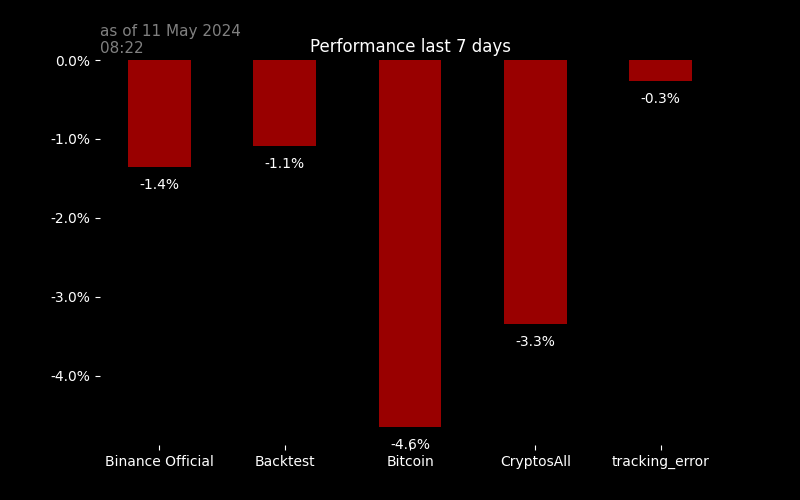 as of 11 May 2024
08:22
Performance last 7 days
0.0%
-1.0%
-2.0%
-3.0%
-4.0%
-1.4%
-1.1%
-4.6%
-3.3%
-0.3%
Binance Official
Backtest
Bitcoin
CryptosAll
tracking_error